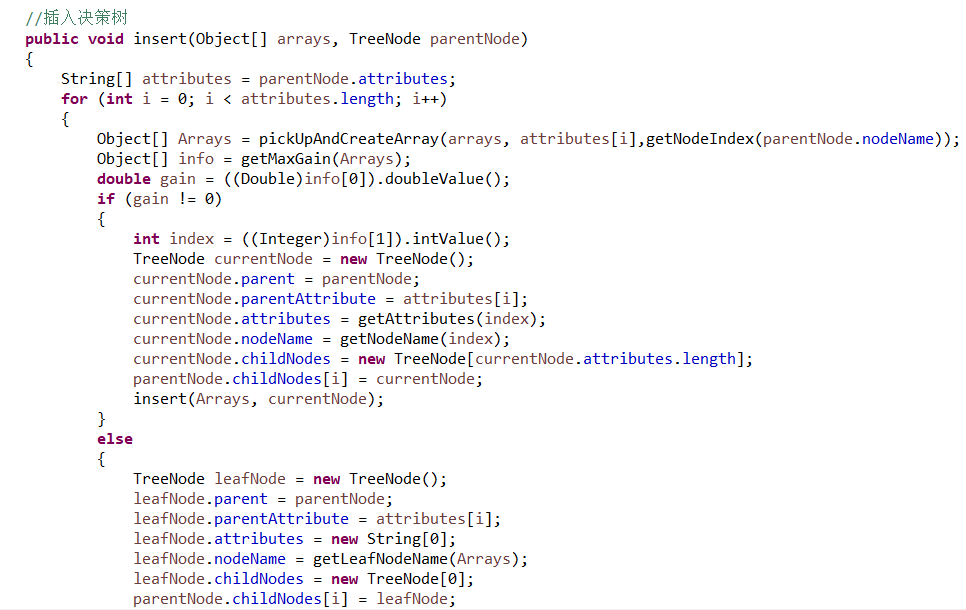 //插入决策树
public void insert(Object[] arrays, TreeNode parentNode)
{
String[] attributes = parentNode.attributes;
for (int i = 0; i < attributes.length; i++)
{
Object[] Arrays = pickUpAndCreateArray(arrays, attributes[i],getNodeIndex(parentNode.nodeName));
Object[] info = getMaxGain(Arrays);
double gain = ((Double)info[0]).doubleValue();
if (gain != 0)
{
int index = ((Integer)info[1]).intValue();
TreeNode currentNode = new TreeNode();
currentNode.parent = parentNode;
currentNode.parentAttribute = attributes[i];
currentNode.attributes = getAttributes(index);
currentNode.nodeName = getNodeName(index);
currentNode.childNodes = new TreeNode[currentNode.attributes.length];
parentNode.childNodes[i] = currentNode;
insert(Arrays, currentNode);
}
else
{
TreeNode leafNode = new TreeNode();
leafNode.parent = parentNode;
leafNode.parentAttribute = attributes[i];
leafNode.attributes = new String[0];
leafNode.nodeName = getLeafNodeName(Arrays);
leafNode.childNodes = new TreeNode[0];
parentNode.childNodes[i] = leafNode;